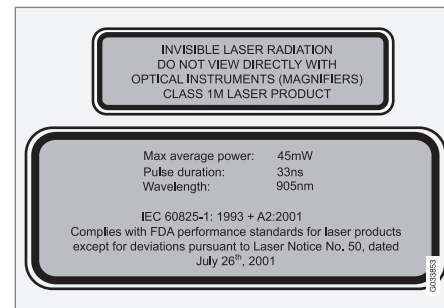 INVISIBLE LASER RADIATION
DO NOT VIEW DIRECTLY WITH
OPTICAL INSTRUMENTS (MAGNIFIERS)
CLASS 1M LASER PRODUCT
Max average power: 45mW
Pulse duration: 33ns
Wavelength: 905nm
IEC 60825-1: 1993 + A2:2001
Complies with FDA performance standards for laser products
except for deviations pursuant to Laser Notice No. 50, dated
July 26th, 2001
G033853